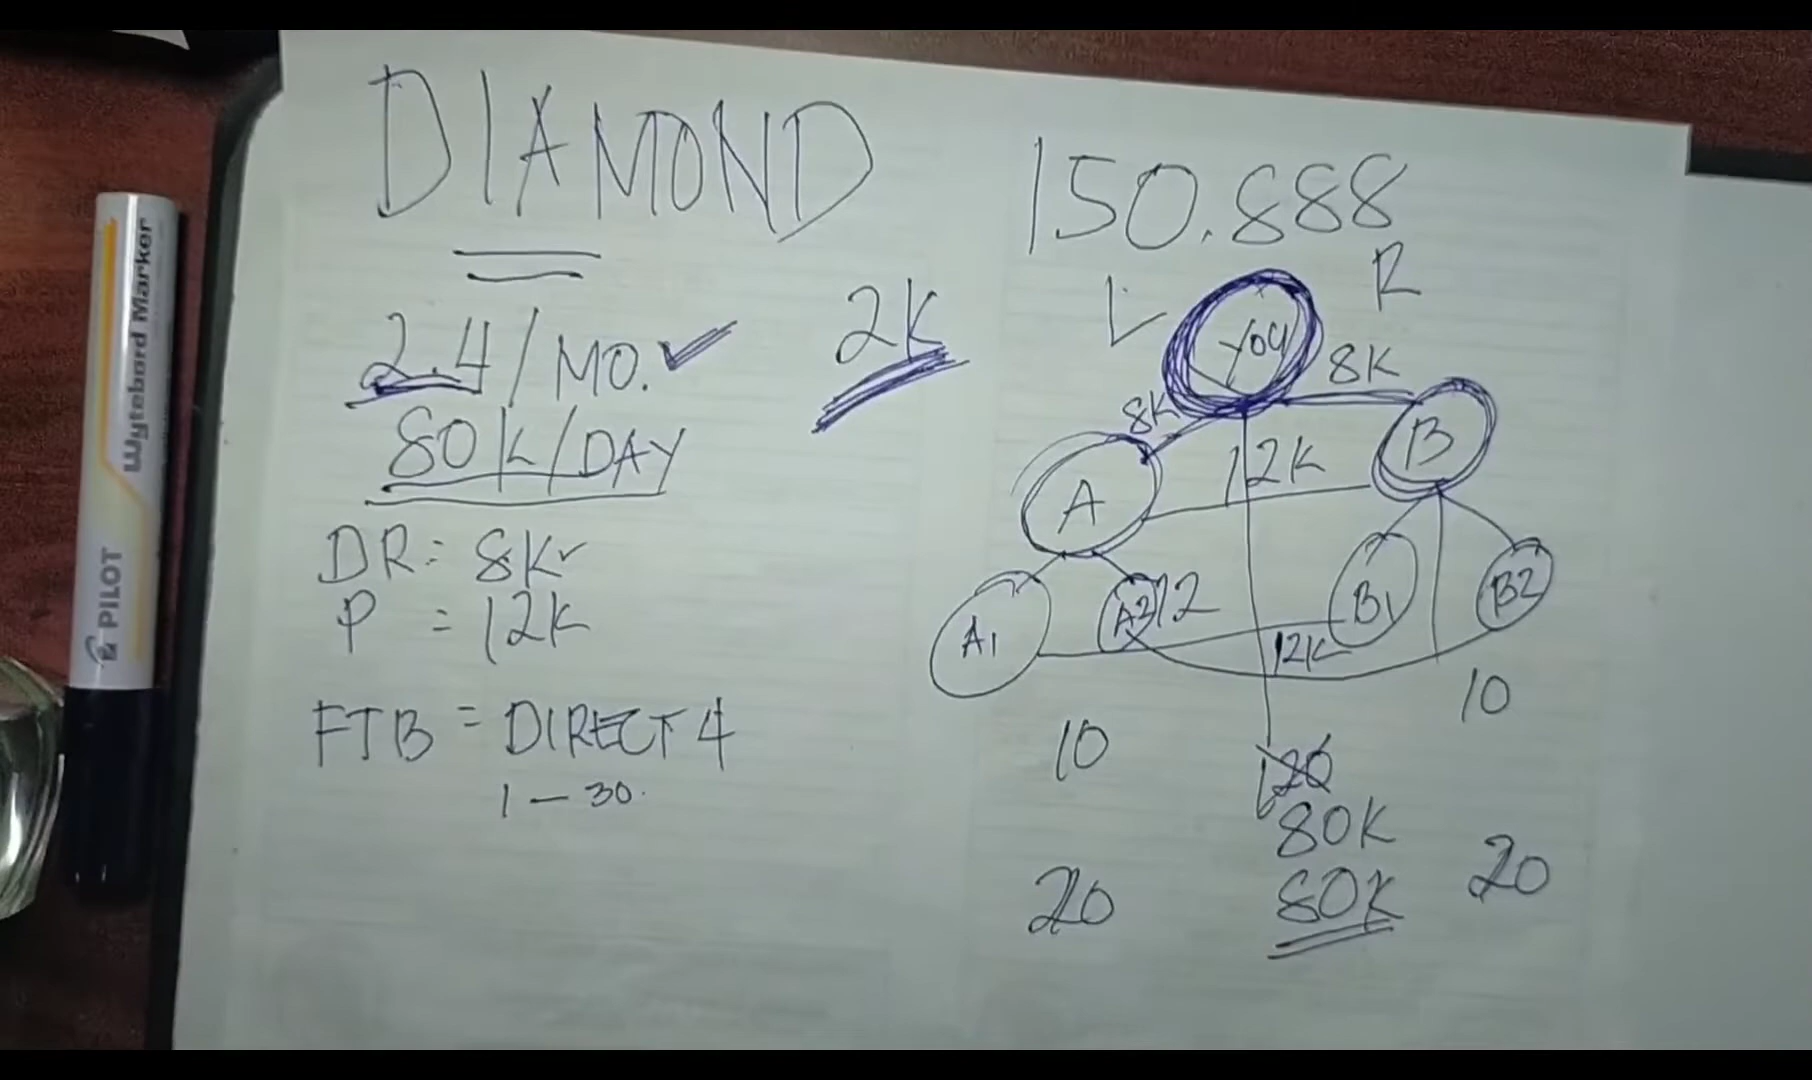 DIAMOND
2.4/MO.
2K
80K/DAY
DR: 8K
P = 12K
FTB = DIRECT 4
1 - 30.
150.888
L
R
YOU
8K
8K
A
12K
B
A1
A2
12
B1
B2
12K
10
10
120
80K
20
80K
20
Wyteboard Marker
PILOT